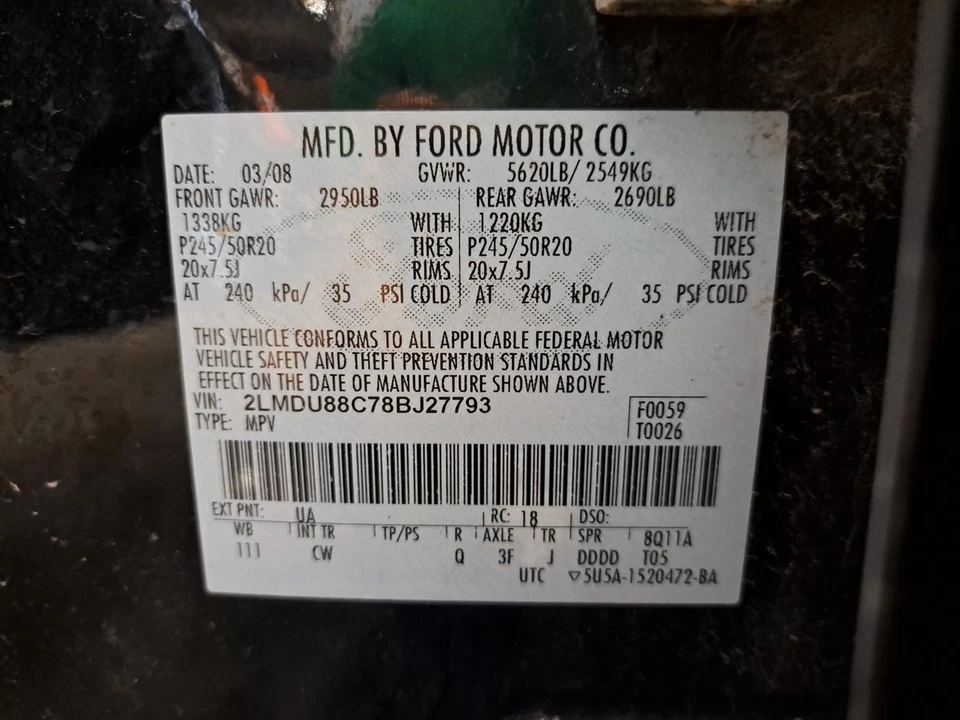 MFD. BY FORD MOTOR CO.
DATE: 03/08 GVWR: 5620LB/ 2549KG
FRONT GAWR: 2950LB REAR GAWR: 2690LB
1338KG WITH 1220KG WITH
P245/50R20 TIRES P245/50R20 TIRES
20x7.5J RIMS 20x7.5J RIMS
AT 240 kPa/ 35 PSI COLD AT 240 kPa/ 35 PSI COLD
THIS VEHICLE CONFORMS TO ALL APPLICABLE FEDERAL MOTOR
VEHICLE SAFETY AND THEFT PREVENTION STANDARDS IN
EFFECT ON THE DATE OF MANUFACTURE SHOWN ABOVE.
VIN: 2LMDU88C78BJ27793 F0059
TYPE: MPV T0026
EXT PNT: UA RC: 18 DSO:
WB INT TR TP/PS R AXLE TR SPR 8Q11A
111 CW Q 3F J DDDD T05
UTC ▽5U5A-1520472-BA